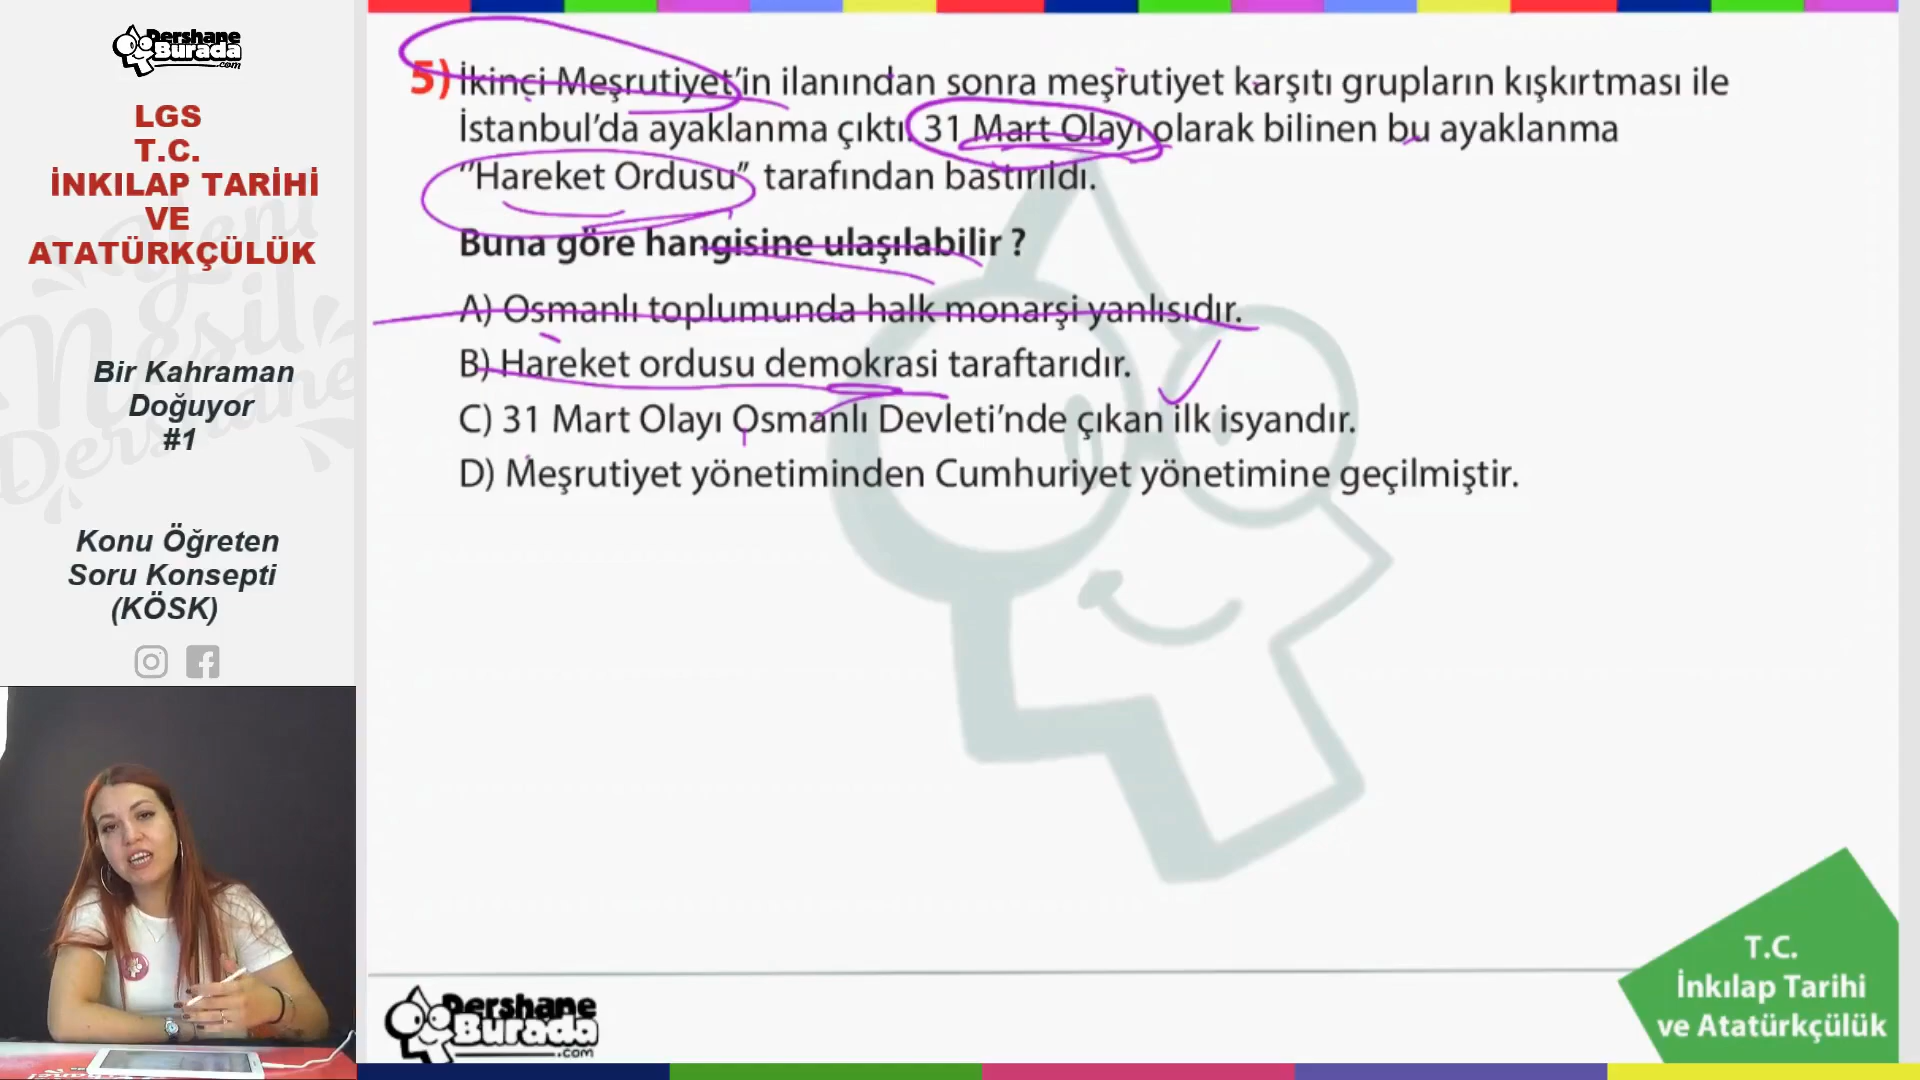 Dershane
Burada
.com
LGS
T.C.
İNKILAP TARİHİ
VE
ATATÜRKÇÜLÜK
Yeni
Nesil
Dershane
Bir Kahraman
Doğuyor
#1
Konu Öğreten
Soru Konsepti
(KÖSK)
5) İkinci Meşrutiyet’in ilanından sonra meşrutiyet karşıtı grupların kışkırtması ile
İstanbul’da ayaklanma çıktı. 31 Mart Olayı olarak bilinen bu ayaklanma
“Hareket Ordusu” tarafından bastırıldı.
Buna göre hangisine ulaşılabilir ?
A) Osmanlı toplumunda halk monarşi yanlısıdır.
B) Hareket ordusu demokrasi taraftarıdır.
C) 31 Mart Olayı Osmanlı Devleti’nde çıkan ilk isyandır.
D) Meşrutiyet yönetiminden Cumhuriyet yönetimine geçilmiştir.
Dershane
Burada
.com
T.C.
İnkılap Tarihi
ve Atatürkçülük